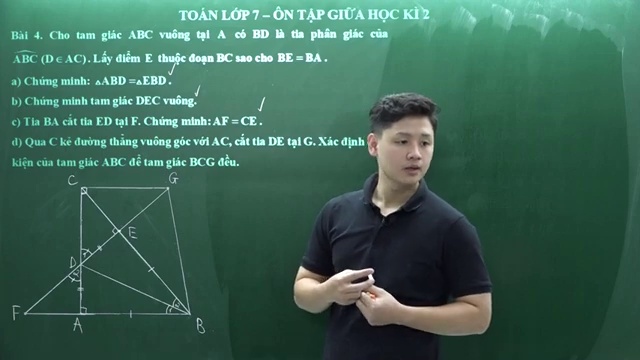 TOÁN LỚP 7 – ÔN TẬP GIỮA HỌC KÌ 2
Bài 4. Cho tam giác ABC vuông tại A có BD là tia phân giác của
ABC (D ∈ AC). Lấy điểm E thuộc đoạn BC sao cho BE = BA .
a) Chứng minh: △ABD = △EBD .
b) Chứng minh tam giác DEC vuông.
c) Tia BA cắt tia ED tại F. Chứng minh: AF = CE .
d) Qua C kẻ đường thẳng vuông góc với AC, cắt tia DE tại G. Xác định
kiện của tam giác ABC để tam giác BCG đều.
C G
E
D
F A B